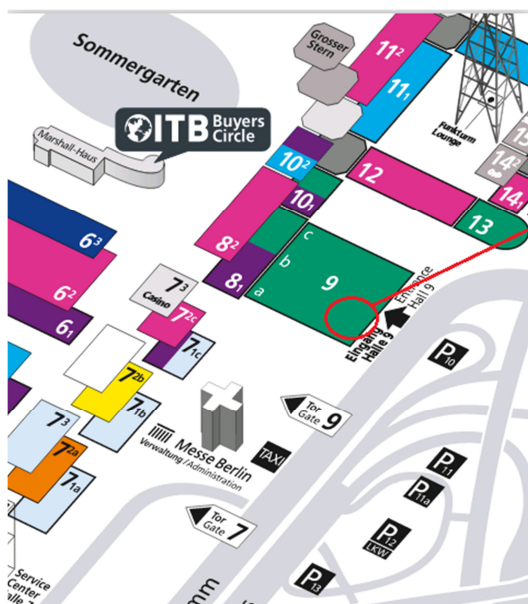 Sommergarten
Grosser
Stern
11²
11₁
Funkturm
Lounge
Marshall-Haus
ITB Buyers
Circle
10²
10₁
12
14²
14₁
13
6³
6²
6₁
8²
8₁
c
b
a
9
Entrance
Hall 9
Eingang
Halle 9
7³
Casino
7²ᶜ
7₁c
7²ᵇ
7₁b
7³
7²ᵃ
7₁a
P10
Tor
Gate 9
Messe Berlin
Verwaltung/Administration
TAXI
P11
P11a
Tor
Gate 7
P12
LKW
P13
Service
Center